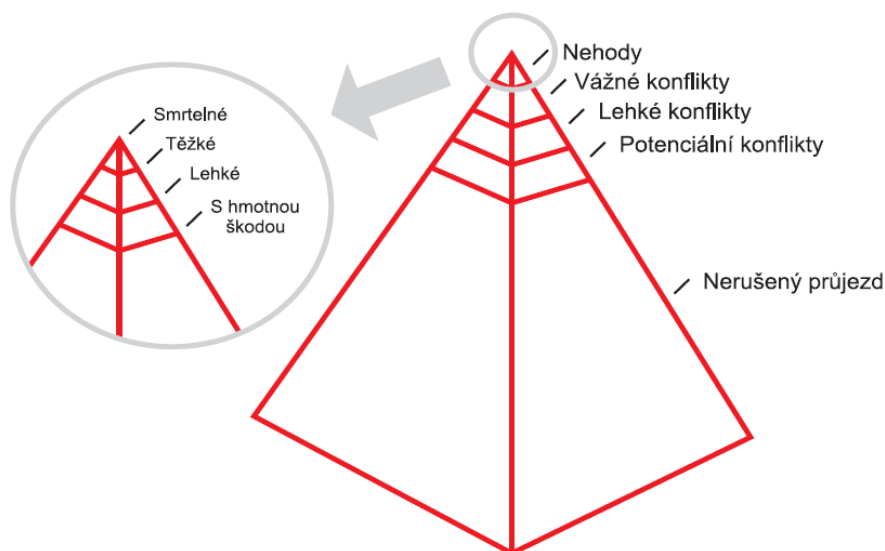 Nehody
Vážné konflikty
Lehké konflikty
Potenciální konflikty
Nerušený průjezd
Smrtelné
Těžké
Lehké
S hmotnou
škodou